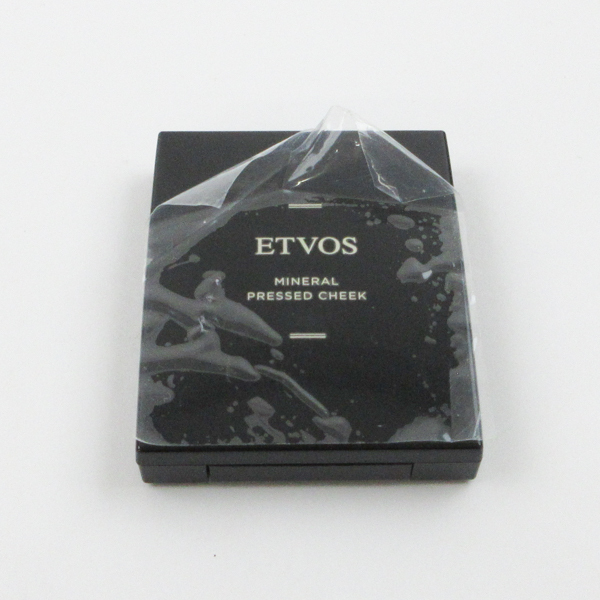 ETVOS
MINERAL
PRESSED CHEEK